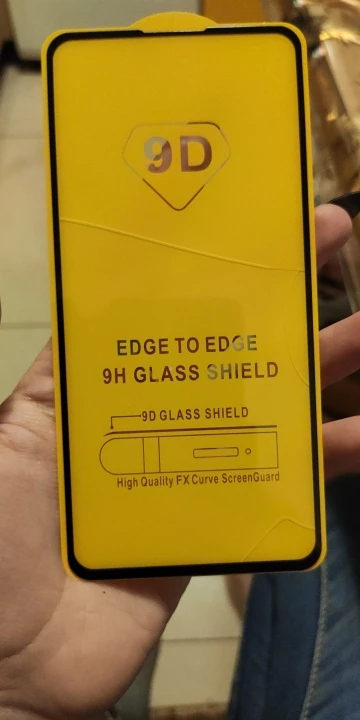 9D
EDGE TO EDGE
9H GLASS SHIELD
9D GLASS SHIELD
High Quality FX Curve ScreenGuard